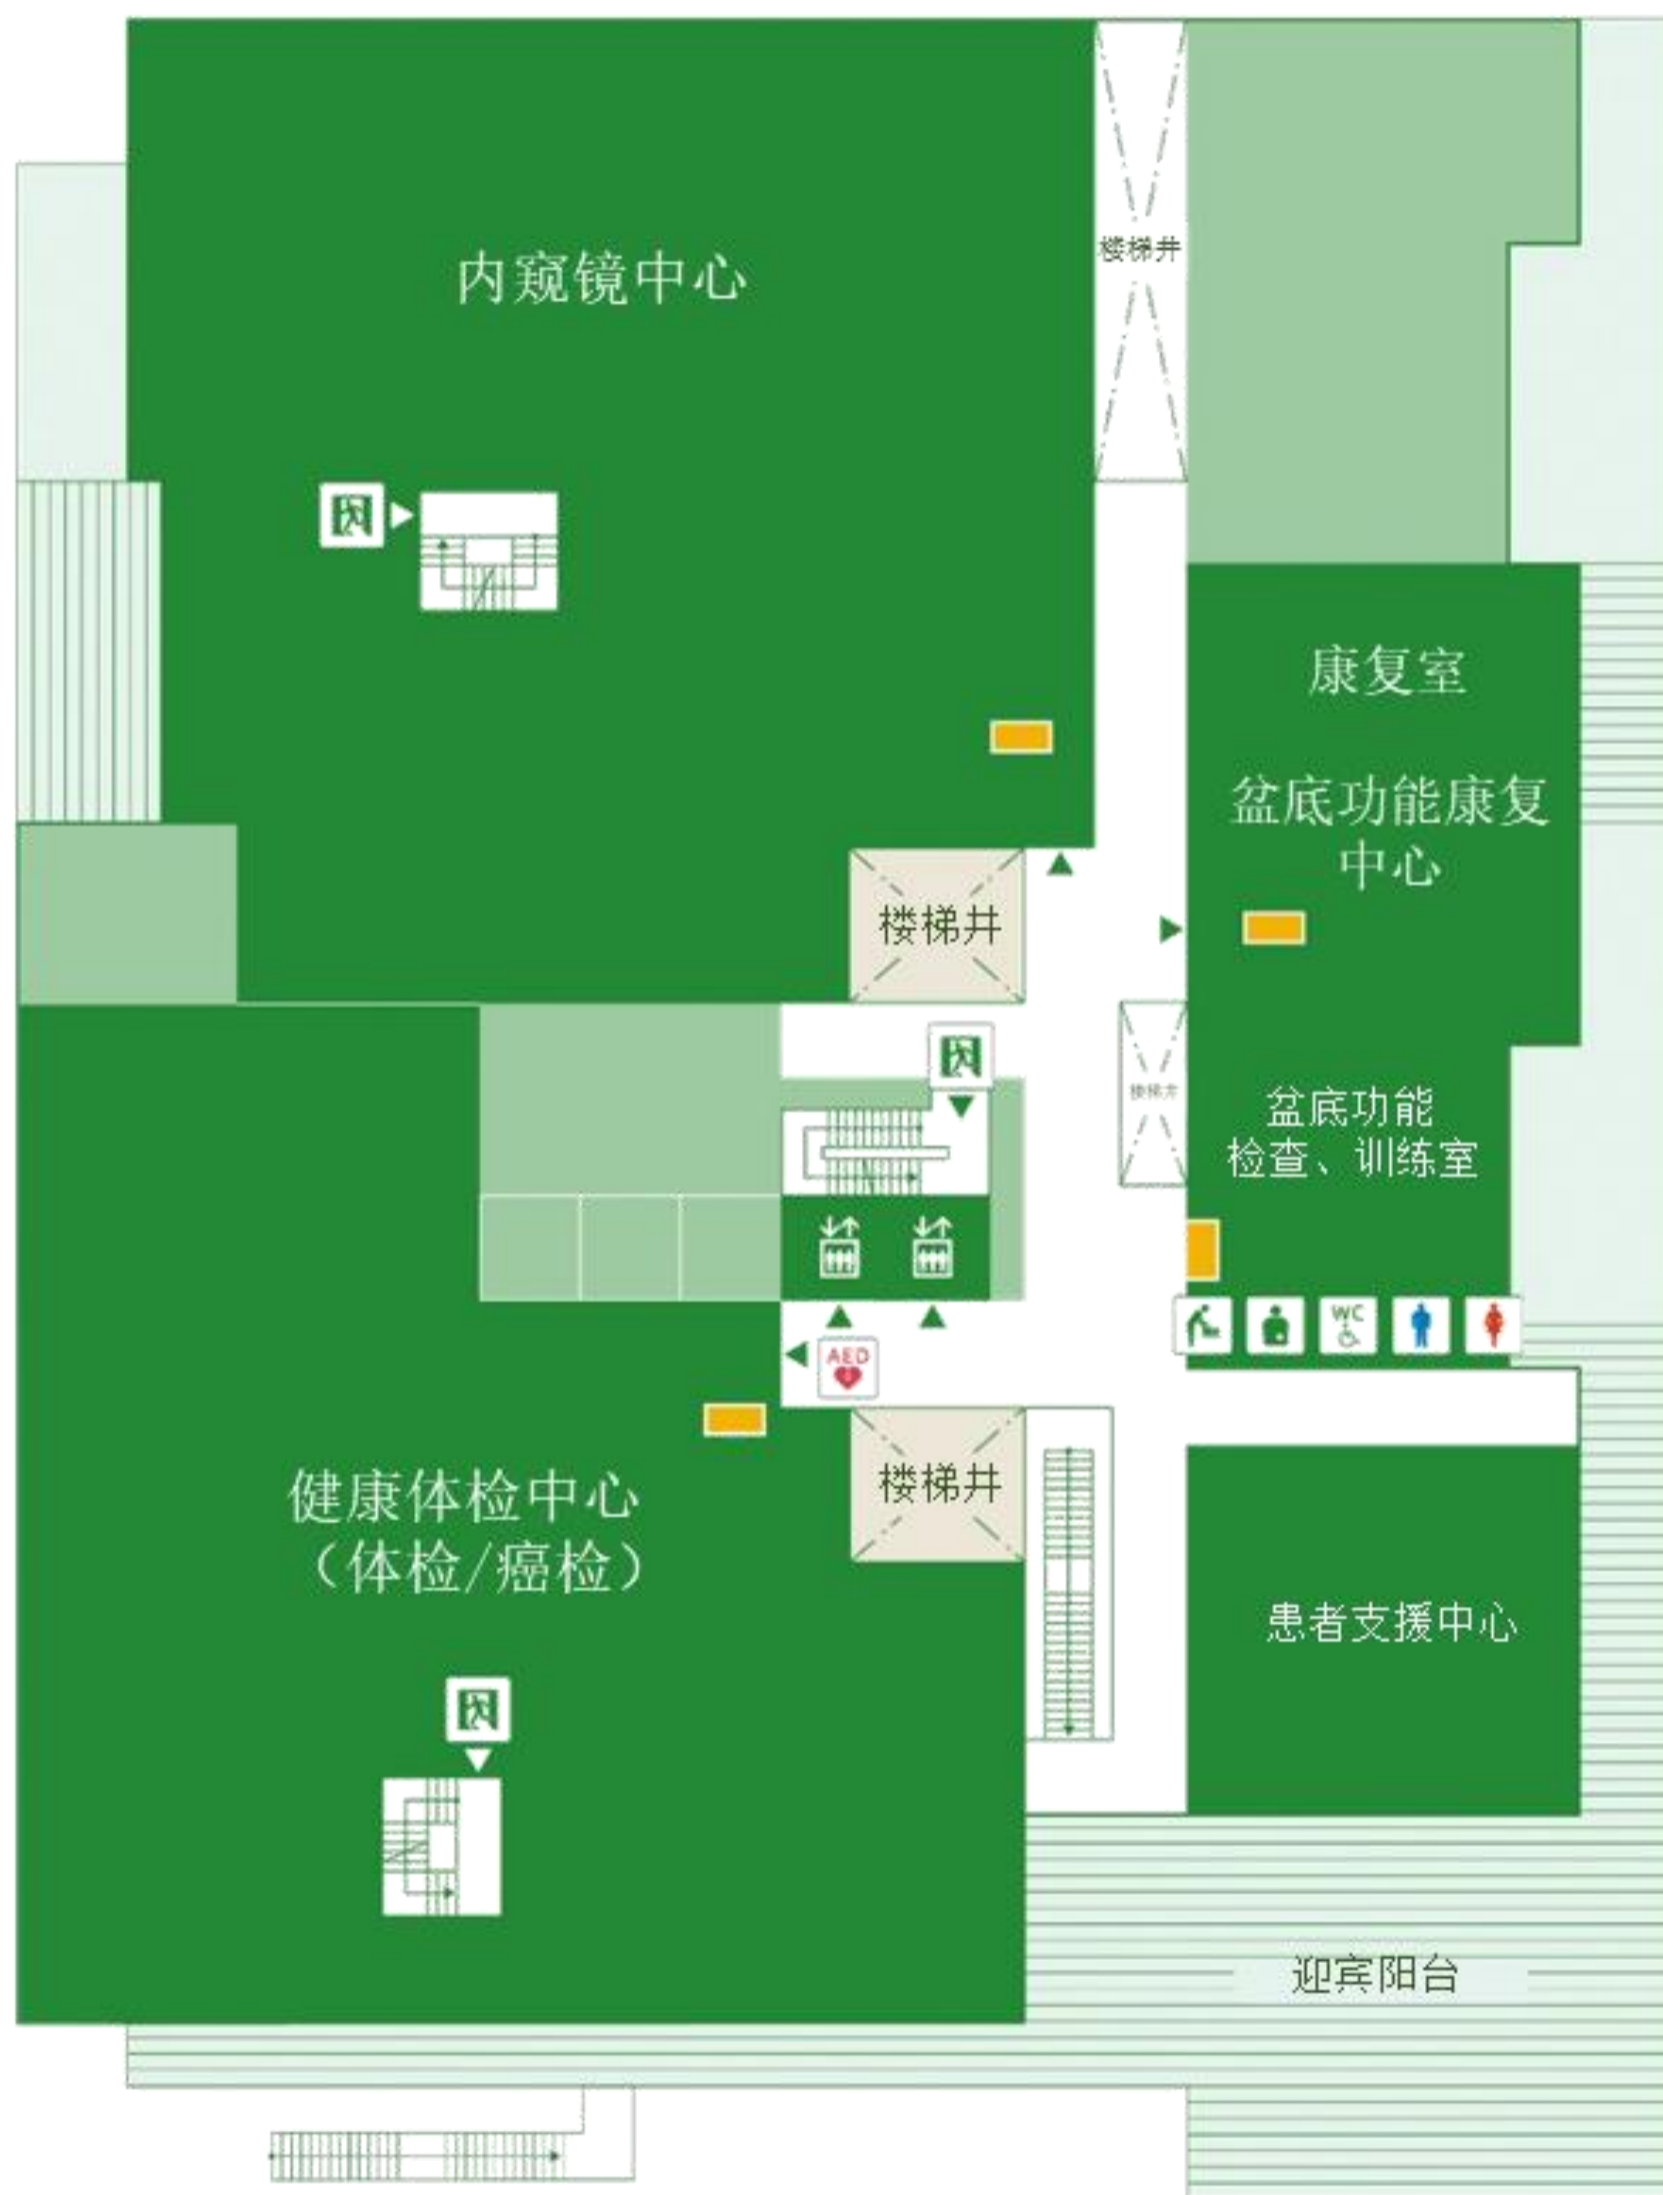 楼梯井
内窥镜中心
康复室
盆底功能康复
中心
楼梯井
楼梯井
盆底功能
检查、训练室
WC
AED
楼梯井
健康体检中心
（体检/癌检）
患者支援中心
迎宾阳台